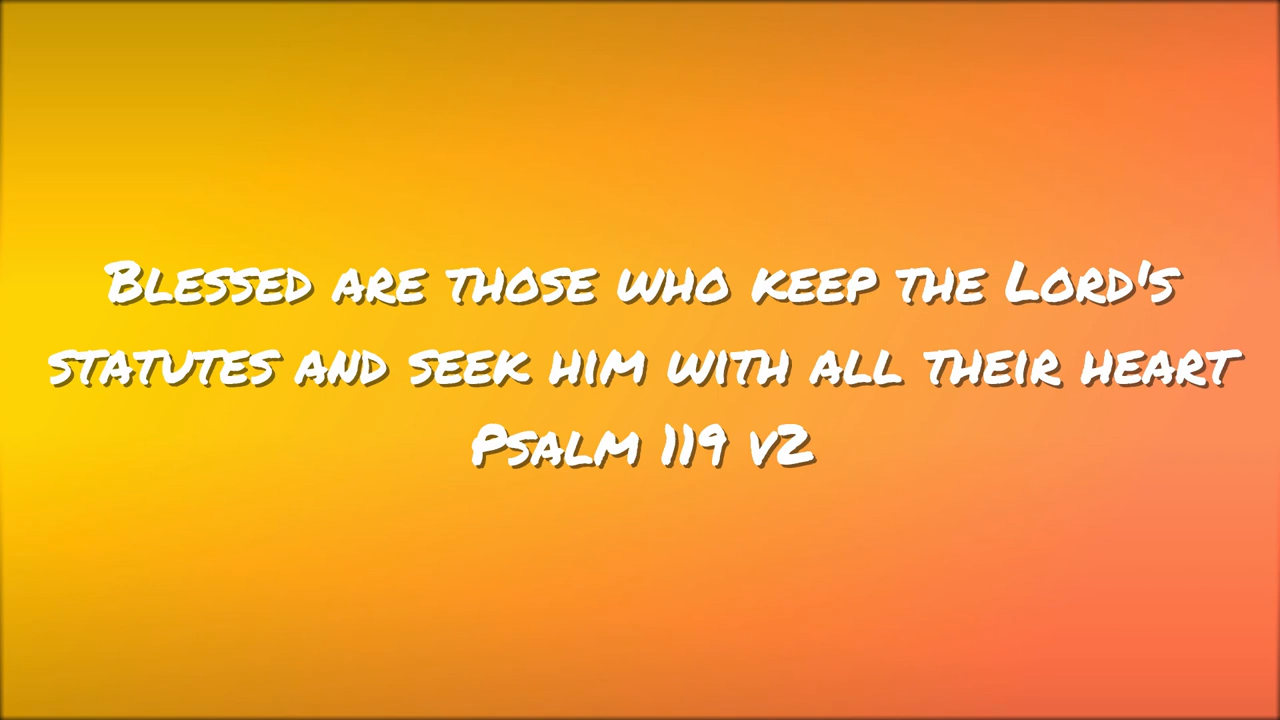 Blessed are those who keep the Lord's
statutes and seek him with all their heart
Psalm 119 v2